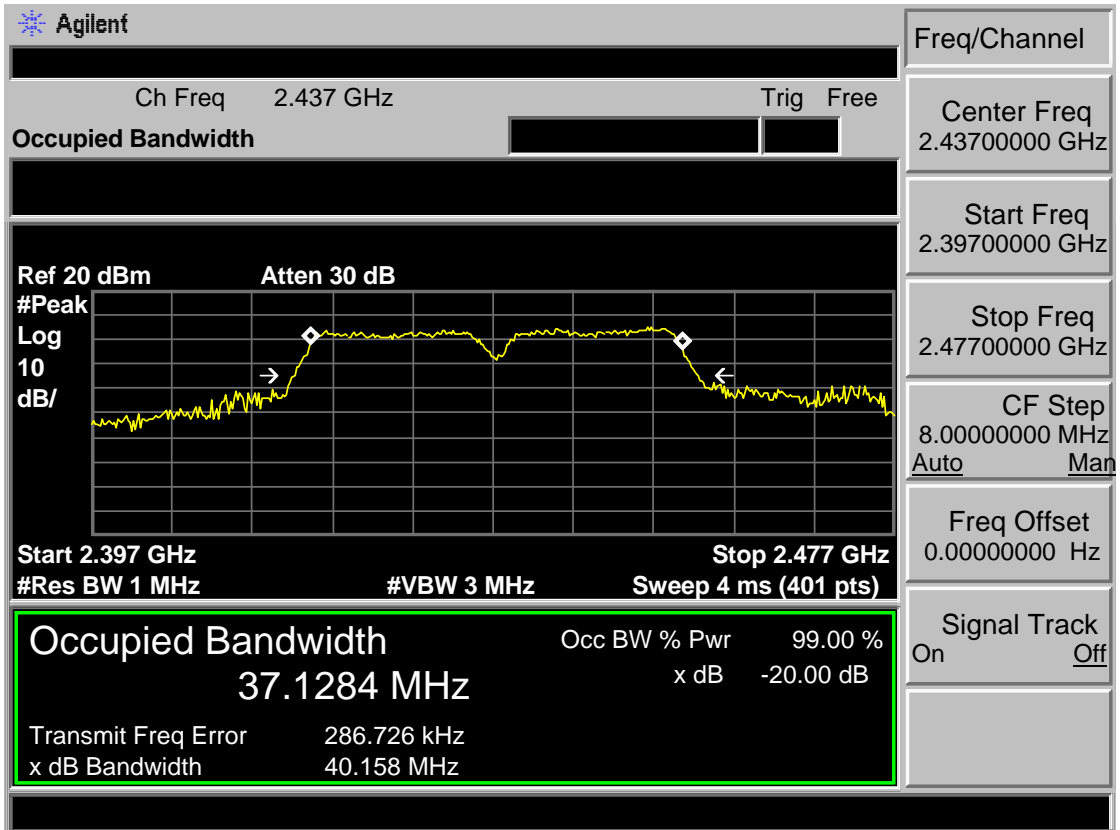 Agilent
Ch Freq 2.437 GHz Trig Free
Occupied Bandwidth
Ref 20 dBm Atten 30 dB
#Peak
Log
10
dB/
Start 2.397 GHz Stop 2.477 GHz
#Res BW 1 MHz #VBW 3 MHz Sweep 4 ms (401 pts)
Occupied Bandwidth
37.1284 MHz
Occ BW % Pwr 99.00 %
x dB -20.00 dB
Transmit Freq Error 286.726 kHz
x dB Bandwidth 40.158 MHz
Freq/Channel
Center Freq
2.43700000 GHz
Start Freq
2.39700000 GHz
Stop Freq
2.47700000 GHz
CF Step
8.00000000 MHz
Auto Man
Freq Offset
0.00000000 Hz
Signal Track
On Off